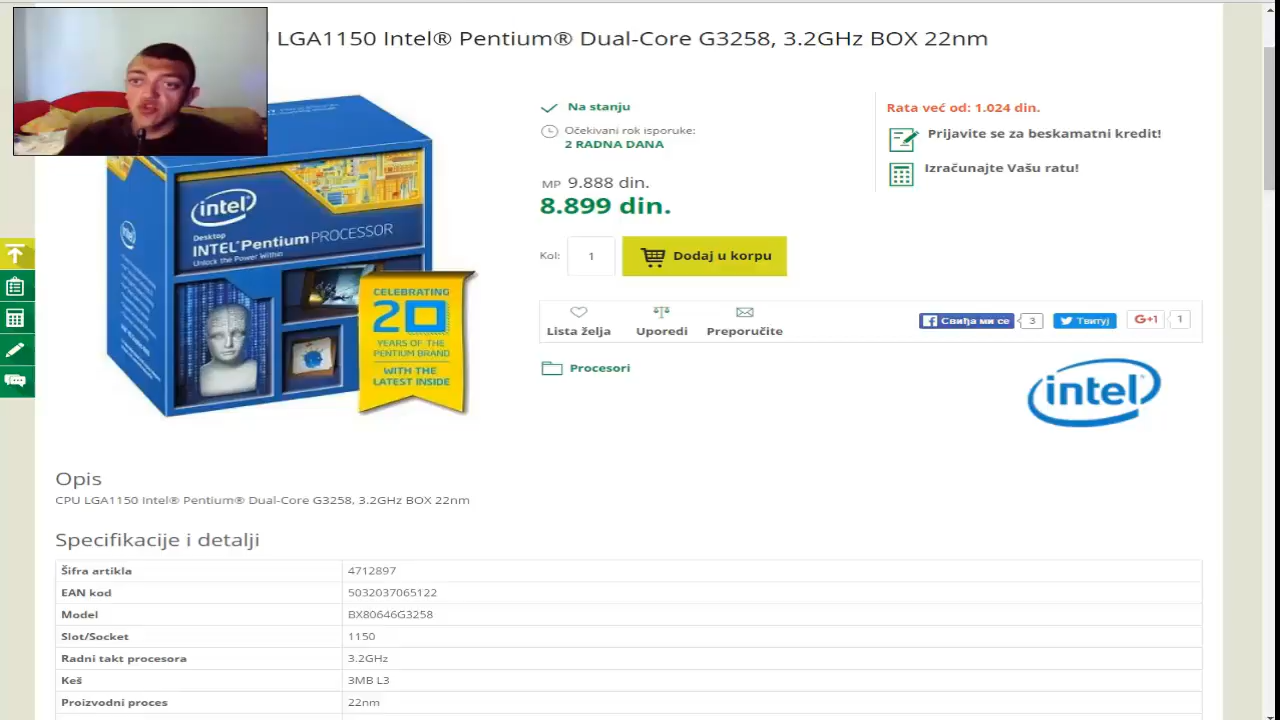 LGA1150 Intel® Pentium® Dual-Core G3258, 3.2GHz BOX 22nm
Na stanju
Očekivani rok isporuke:
2 RADNA DANA
MP 9.888 din.
8.899 din.
Kol: 1 Dodaj u korpu
Rata već od: 1.024 din.
Prijavite se za beskamatni kredit!
Izračunajte Vašu ratu!
Lista želja Uporedi Preporučite
Свиђа ми се 3 Твитуј G+1 1
Procesori
intel
intel
Desktop
INTEL® Pentium PROCESSOR
Unlock the Power Within
CELEBRATING
20
YEARS OF THE
PENTIUM BRAND
WITH THE
LATEST INSIDE
Opis
CPU LGA1150 Intel® Pentium® Dual-Core G3258, 3.2GHz BOX 22nm
Specifikacije i detalji
Šifra artikla 4712897
EAN kod 5032037065122
Model BX80646G3258
Slot/Socket 1150
Radni takt procesora 3.2GHz
Keš 3MB L3
Proizvodni proces 22nm